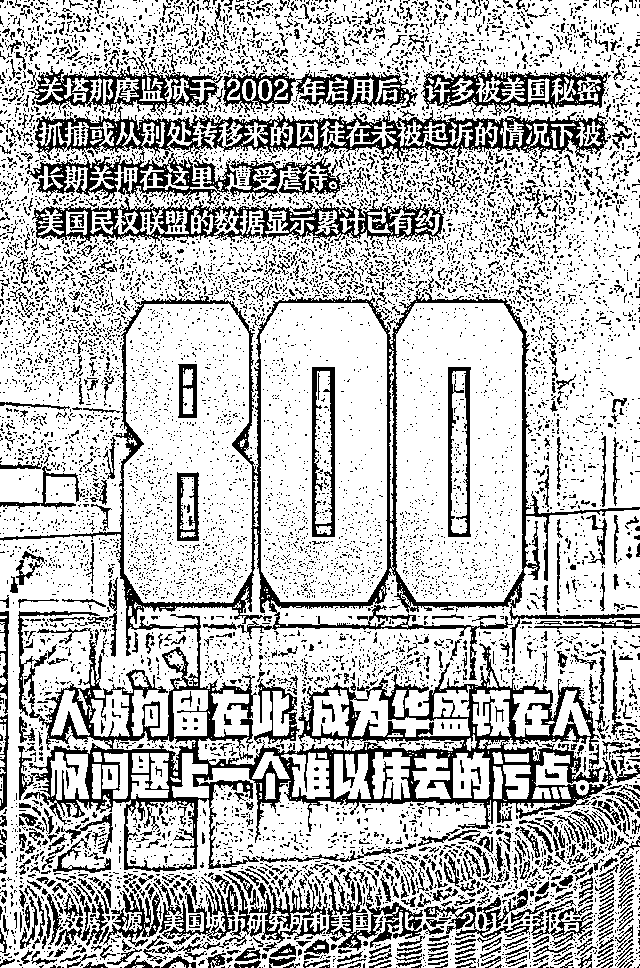 关塔那摩监狱于 2002 年启用后，许多被美国秘密
抓捕或从别处转移来的囚徒在未被起诉的情况下被
长期关押在这里，遭受虐待。
美国民权联盟的数据显示累计已有约
800
人被拘留在此，成为华盛顿在人
权问题上一个难以抹去的污点。
数据来源：美国城市研究所和美国东北大学 2014 年报告